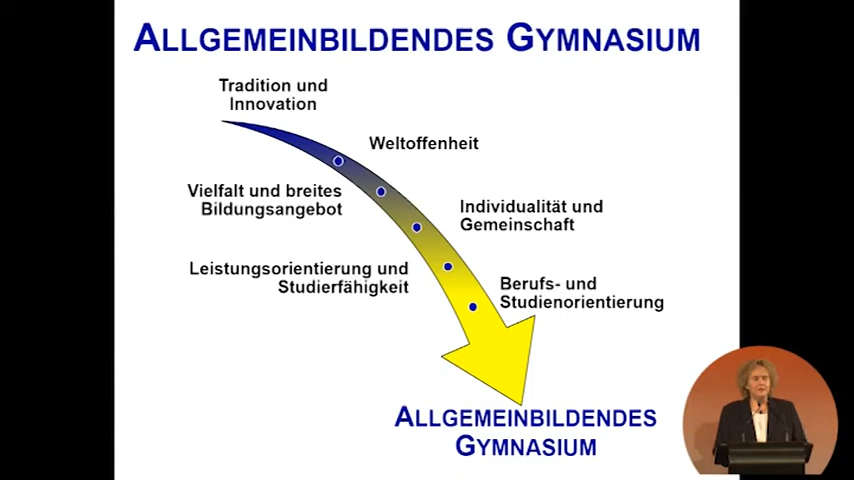 ALLGEMEINBILDENDES GYMNASIUM
Tradition und
Innovation
Weltoffenheit
Vielfalt und breites
Bildungsangebot
Individualität und
Gemeinschaft
Leistungsorientierung und
Studierfähigkeit
Berufs- und
Studienorientierung
ALLGEMEINBILDENDES
GYMNASIUM